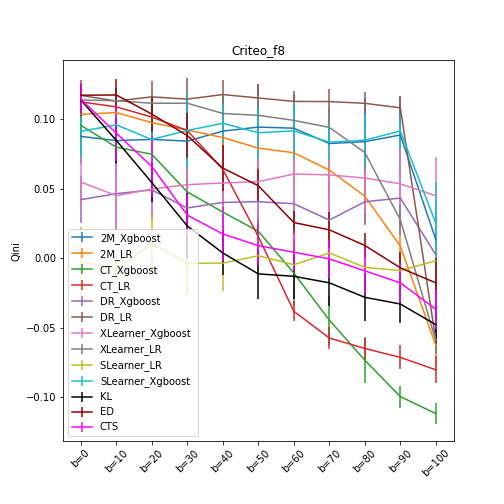 Criteo_f8
Qini
0.10
0.05
0.00
−0.05
−0.10
2M_Xgboost
2M_LR
CT_Xgboost
CT_LR
DR_Xgboost
DR_LR
XLearner_Xgboost
XLearner_LR
SLearner_LR
SLearner_Xgboost
KL
ED
CTS
b=0
b=10
b=20
b=30
b=40
b=50
b=60
b=70
b=80
b=90
b=100